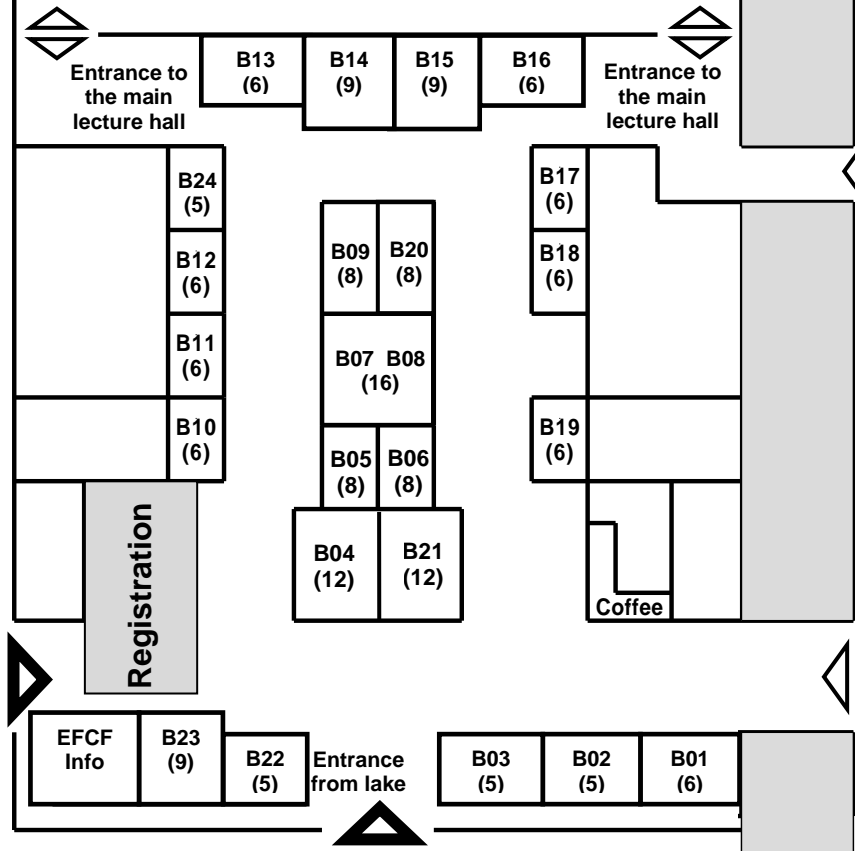 B13
(6)
B14
(9)
B15
(9)
B16
(6)
Entrance to
the main
lecture hall
Entrance to
the main
lecture hall
B24
(5)
B17
(6)
B09
(8)
B20
(8)
B12
(6)
B18
(6)
B11
(6)
B07 B08
(16)
B10
(6)
B19
(6)
B05
(8)
B06
(8)
Registration
B04
(12)
B21
(12)
Coffee
EFCF
Info
B23
(9)
B22
(5)
Entrance
from lake
B03
(5)
B02
(5)
B01
(6)